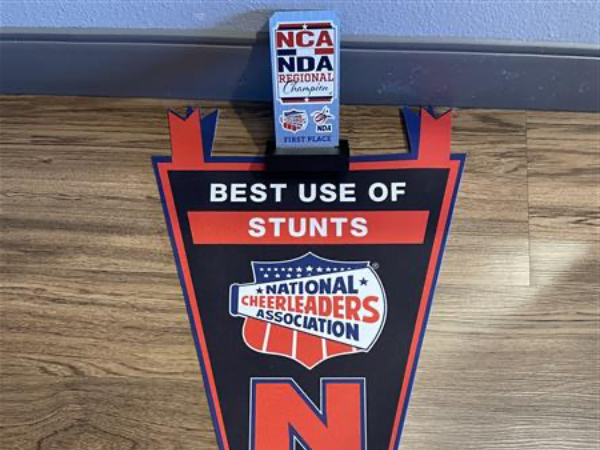 NCA
NDA
REGIONAL
Champion
NDA
FIRST PLACE
BEST USE OF
STUNTS
NATIONAL
CHEERLEADERS
ASSOCIATION
®
N